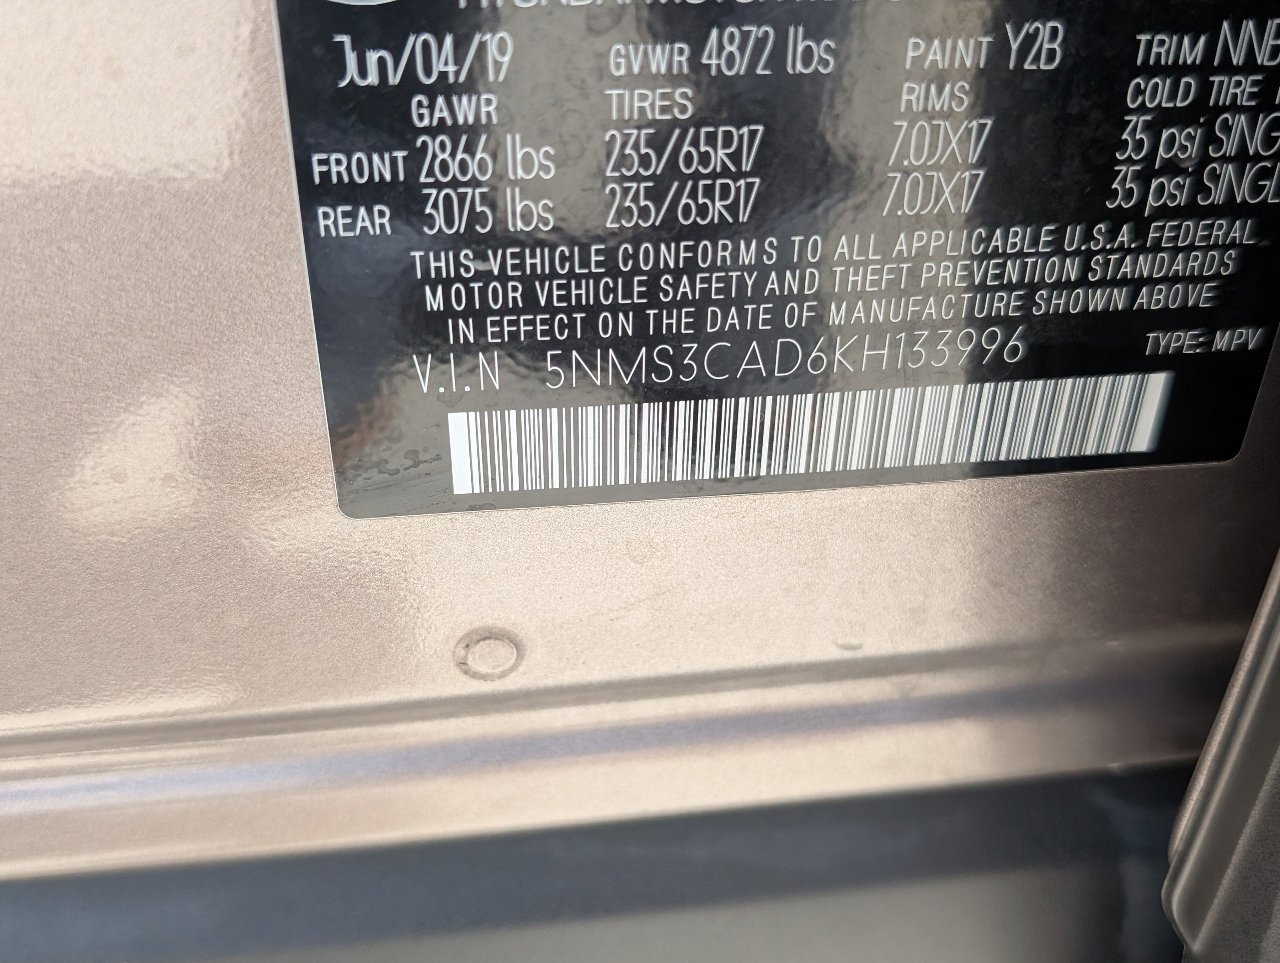 Jun/04/19 GVWR 4872 lbs PAINT Y2B TRIM
GAWR TIRES RIMS COLD TIRE
FRONT 2866 lbs 235/65R17 7.0JX17 35 psi
REAR 3075 lbs 235/65R17 7.0JX17 35 psi
THIS VEHICLE CONFORMS TO ALL APPLICABLE U.S.A. FEDERAL
MOTOR VEHICLE SAFETY AND THEFT PREVENTION STANDARDS
IN EFFECT ON THE DATE OF MANUFACTURE SHOWN ABOVE
V.I.N 5NMS3CAD6KH133996 TYPE: MPV